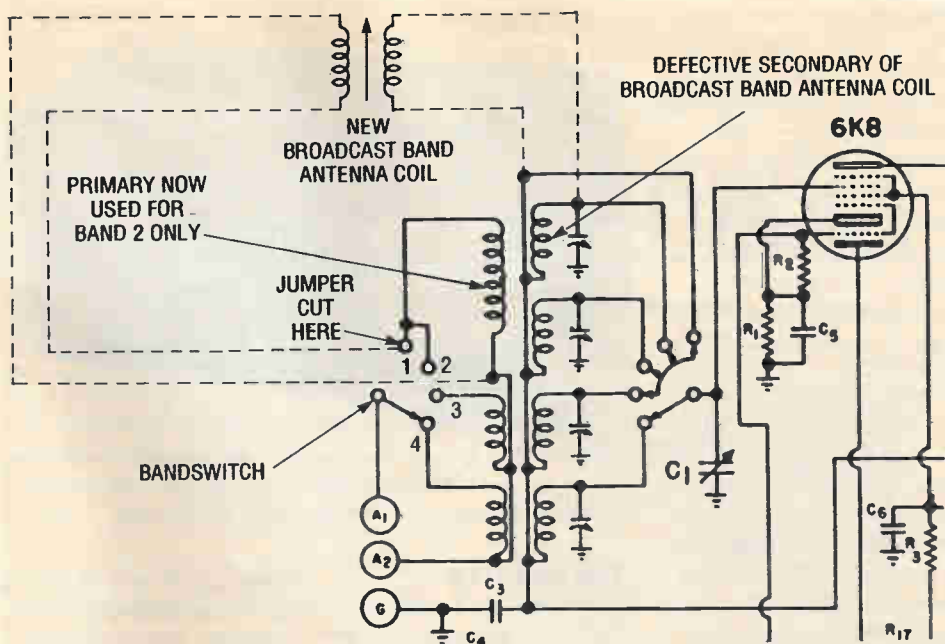 DEFECTIVE SECONDARY OF
BROADCAST BAND ANTENNA COIL
6K8
NEW
BROADCAST BAND
ANTENNA COIL
PRIMARY NOW
USED FOR
BAND 2 ONLY
JUMPER
CUT
HERE
1
2
3
4
BANDSWITCH
R2
R1
C5
C1
A1
A2
G
C3
C4
C6
R3
R17